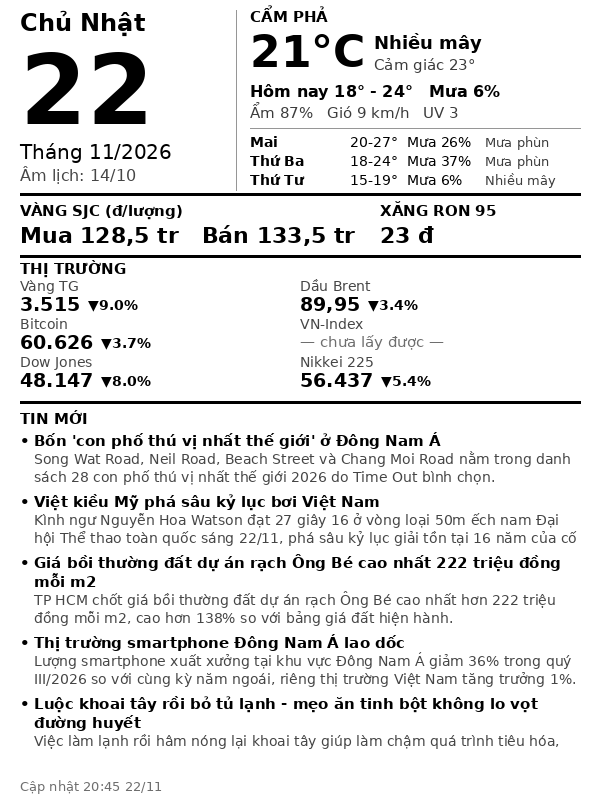 Chủ Nhật
22
Tháng 11/2026
Âm lịch: 14/10
CẨM PHẢ
21°C Nhiều mây
Cảm giác 23°
Hôm nay 18° - 24° Mưa 6%
Ẩm 87% Gió 9 km/h UV 3
Mai 20-27° Mưa 26% Mưa phùn
Thứ Ba 18-24° Mưa 37% Mưa phùn
Thứ Tư 15-19° Mưa 6% Nhiều mây
VÀNG SJC (đ/lượng)
Mua 128,5 tr Bán 133,5 tr
XĂNG RON 95
23 đ
THỊ TRƯỜNG
Vàng TG
3.515 ▼9.0%
Dầu Brent
89,95 ▼3.4%
Bitcoin
60.626 ▼3.7%
VN-Index
— chưa lấy được —
Dow Jones
48.147 ▼8.0%
Nikkei 225
56.437 ▼5.4%
TIN MỚI
• Bốn 'con phố thú vị nhất thế giới' ở Đông Nam Á
Song Wat Road, Neil Road, Beach Street và Chang Moi Road nằm trong danh
sách 28 con phố thú vị nhất thế giới 2026 do Time Out bình chọn.
• Việt kiều Mỹ phá sâu kỷ lục bơi Việt Nam
Kình ngư Nguyễn Hoa Watson đạt 27 giây 16 ở vòng loại 50m ếch nam Đại
hội Thể thao toàn quốc sáng 22/11, phá sâu kỷ lục giải tồn tại 16 năm của cố
• Giá bồi thường đất dự án rạch Ông Bé cao nhất 222 triệu đồng
mỗi m2
TP HCM chốt giá bồi thường đất dự án rạch Ông Bé cao nhất hơn 222 triệu
đồng mỗi m2, cao hơn 138% so với bảng giá đất hiện hành.
• Thị trường smartphone Đông Nam Á lao dốc
Lượng smartphone xuất xưởng tại khu vực Đông Nam Á giảm 36% trong quý
III/2026 so với cùng kỳ năm ngoái, riêng thị trường Việt Nam tăng trưởng 1%.
• Luộc khoai tây rồi bỏ tủ lạnh - mẹo ăn tinh bột không lo vọt
đường huyết
Việc làm lạnh rồi hâm nóng lại khoai tây giúp làm chậm quá trình tiêu hóa,
Cập nhật 20:45 22/11